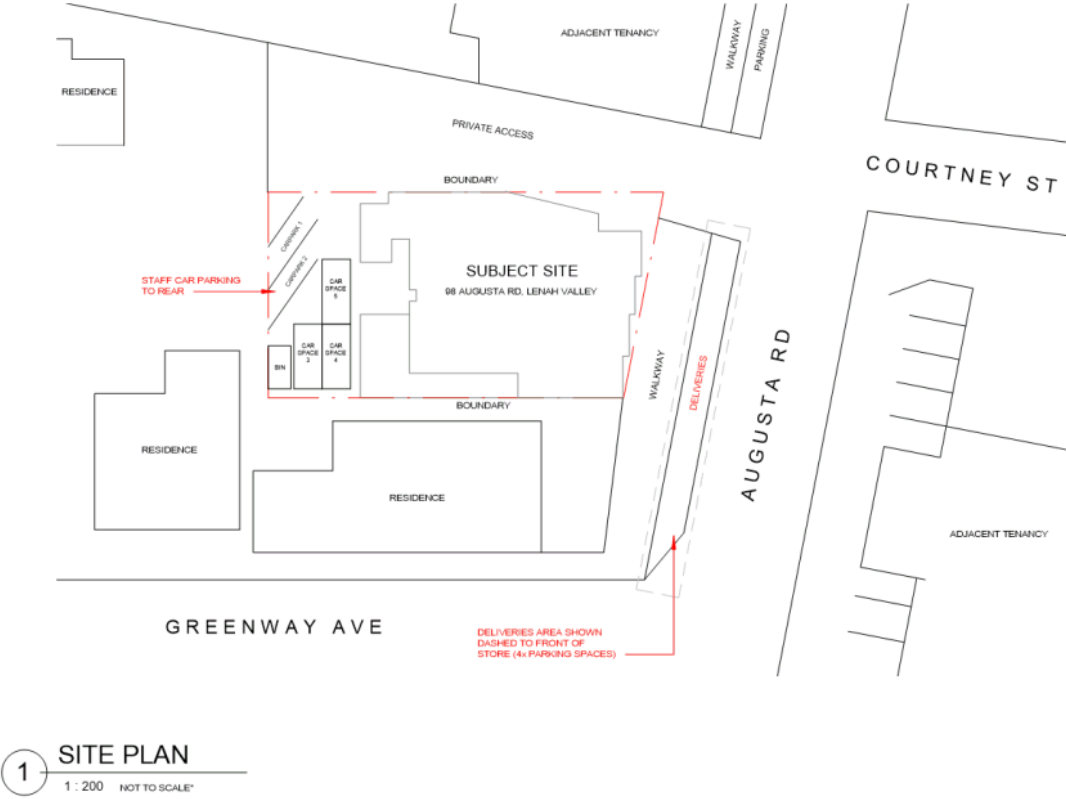 ADJACENT TENANCY
WALKWAY
PARKING
RESIDENCE
PRIVATE ACCESS
COURTNEY ST
BOUNDARY
CARPARK 1
CARPARK 2
STAFF CAR PARKING
TO REAR
SUBJECT SITE
98 AUGUSTA RD, LENAH VALLEY
CAR
SPACE
5
CAR
SPACE
3
CAR
SPACE
4
BIN
WALKWAY
DELIVERIES
AUGUSTA RD
BOUNDARY
RESIDENCE
RESIDENCE
ADJACENT TENANCY
GREENWAY AVE
DELIVERIES AREA SHOWN
DASHED TO FRONT OF
STORE (4x PARKING SPACES)
1
SITE PLAN
1 : 200 NOT TO SCALE*